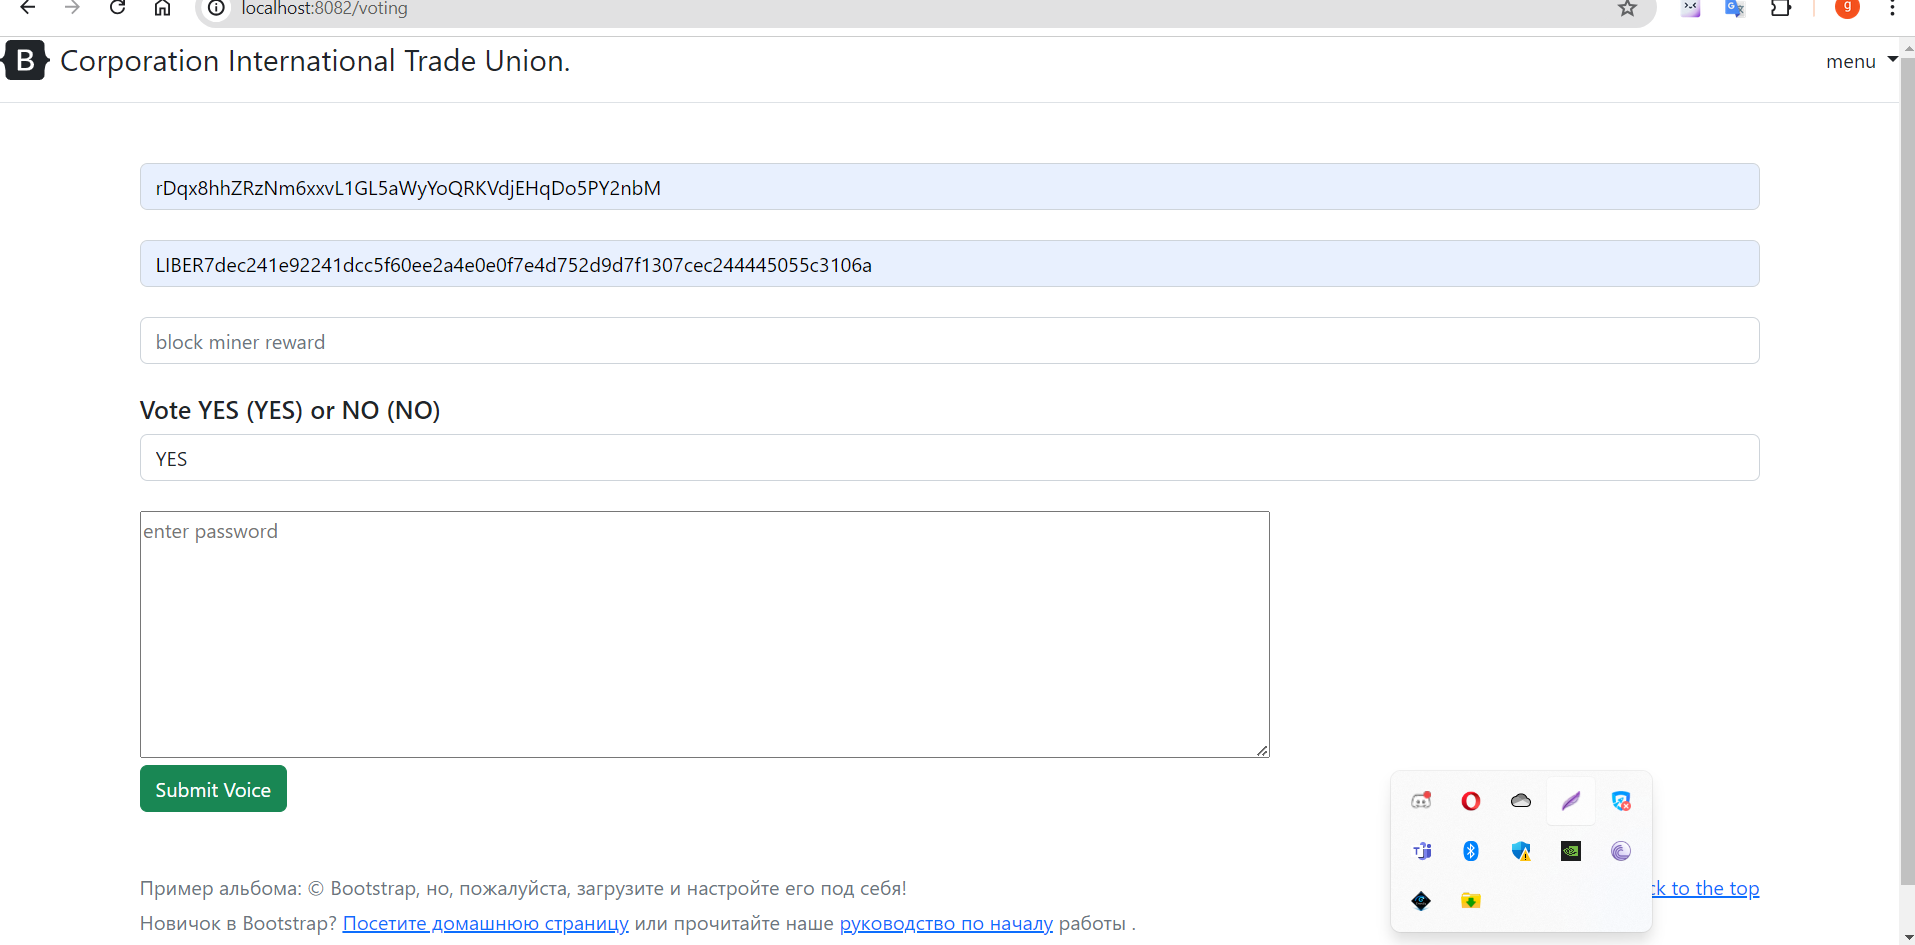 localhost:8082/voting
g
B Corporation International Trade Union.
menu
rDqx8hhZRzNm6xxvL1GL5aWyYoQRKVdjEHqDo5PY2nbM
LIBER7dec241e92241dcc5f60ee2a4e0e0f7e4d752d9d7f1307cec244445055c3106a
block miner reward
Vote YES (YES) or NO (NO)
YES
enter password
Submit Voice
Пример альбома: © Bootstrap, но, пожалуйста, загрузите и настройте его под себя!
ck to the top
Новичок в Bootstrap? Посетите домашнюю страницу или прочитайте наше руководство по началу работы .